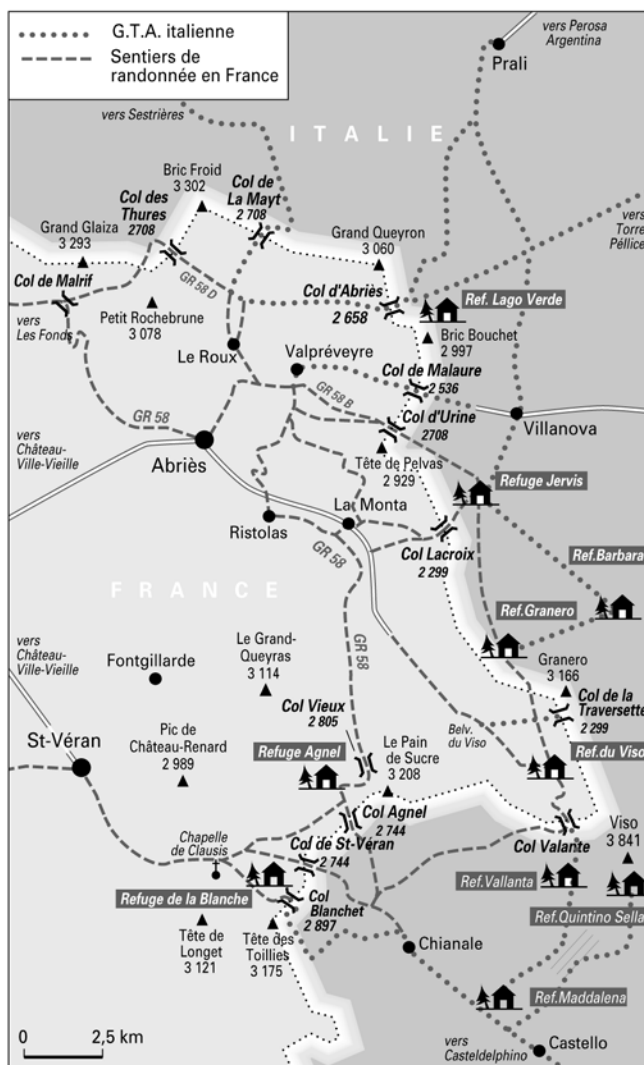 G.T.A. italienne
Sentiers de
randonnée en France
vers Perosa
Argentina
Prali
vers Sestrières
ITALIE
Bric Froid
3 302
Col des
Thures
2708
Col de
La Mayt
2 708
Grand Glaiza
3 293
Grand Queyron
3 060
vers
Torre
Péllice
Col de Malrif
GR 58 D
Col d'Abriès
2 658
Ref. Lago Verde
vers
Les Fonds
Petit Rochebrune
3 078
Le Roux
Valpréveyre
Bric Bouchet
2 997
Col de Malaure
2 536
GR 58 B
Col d'Urine
2708
Villanova
GR 58
vers
Château-
Ville-Vieille
Abriès
Tête de Pelvas
2 929
Refuge Jervis
La Monta
Ristolas
GR 58
Col Lacroix
2 299
Ref.Barbara
FRANCE
Ref.Granero
vers
Château-
Ville-Vieille
Fontgillarde
Le Grand-
Queyras
3 114
GR 58
Granero
3 166
Col Vieux
2 805
Col de la
Traversette
2 299
Belv.
du Viso
St-Véran
Pic de
Château-Renard
2 989
Refuge Agnel
Le Pain
de Sucre
3 208
Ref.du Viso
Col Agnel
2 744
Viso
3 841
Chapelle
de Clausis
Col de St-Véran
2 744
Col Valante
Refuge de la Blanche
Ref.Vallanta
Col
Blanchet
2 897
Ref.Quintino Sella
Tête de
Longet
3 121
Tête des
Toillies
3 175
Chianale
Ref.Maddalena
0 2,5 km
vers
Casteldelphino
Castello